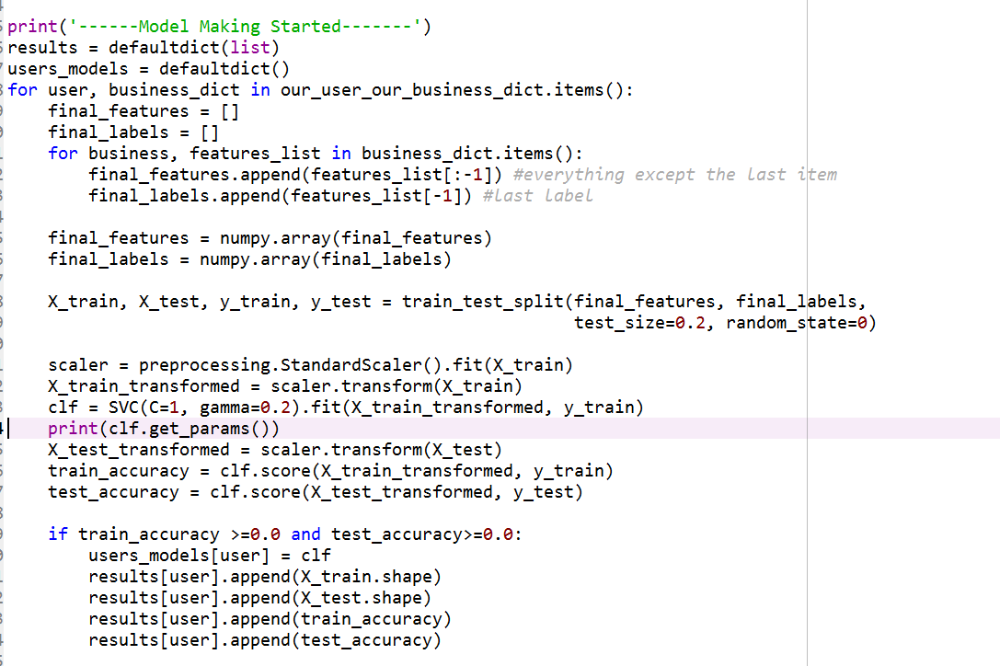 print('------Model Making Started-------')
results = defaultdict(list)
users_models = defaultdict()
for user, business_dict in our_user_our_business_dict.items():
    final_features = []
    final_labels = []
    for business, features_list in business_dict.items():
        final_features.append(features_list[:-1]) #everything except the last item
        final_labels.append(features_list[-1]) #last label
    final_features = numpy.array(final_features)
    final_labels = numpy.array(final_labels)
    X_train, X_test, y_train, y_test = train_test_split(final_features, final_labels,
                                                        test_size=0.2, random_state=0)
    scaler = preprocessing.StandardScaler().fit(X_train)
    X_train_transformed = scaler.transform(X_train)
    clf = SVC(C=1, gamma=0.2).fit(X_train_transformed, y_train)
    print(clf.get_params())
    X_test_transformed = scaler.transform(X_test)
    train_accuracy = clf.score(X_train_transformed, y_train)
    test_accuracy = clf.score(X_test_transformed, y_test)
    if train_accuracy >=0.0 and test_accuracy>=0.0:
        users_models[user] = clf
        results[user].append(X_train.shape)
        results[user].append(X_test.shape)
        results[user].append(train_accuracy)
        results[user].append(test_accuracy)